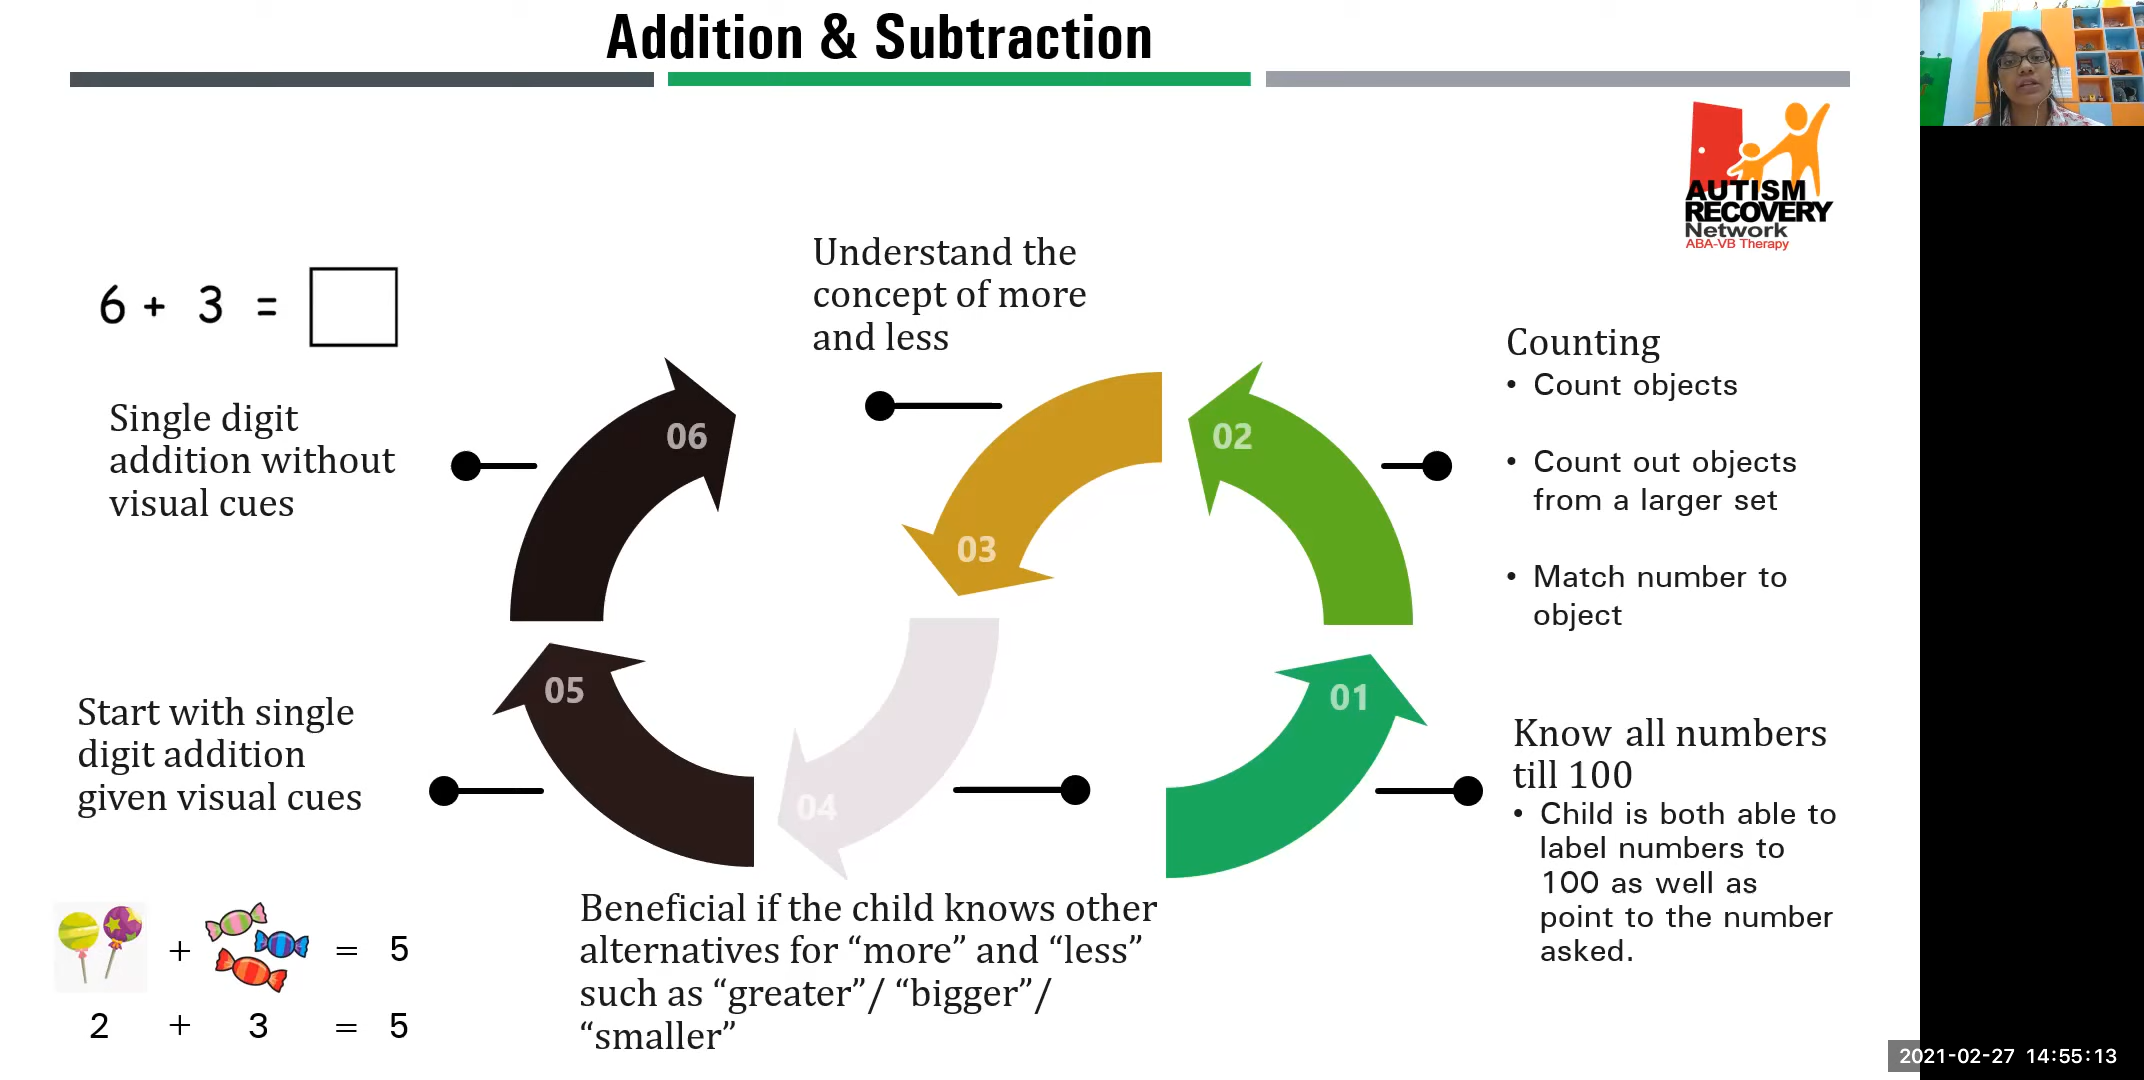 Addition & Subtraction
AUTISM
RECOVERY
Network
ABA-VB Therapy
6 + 3 =
Single digit
addition without
visual cues
06
Understand the
concept of more
and less
03
02
Counting
• Count objects
• Count out objects
from a larger set
• Match number to
object
01
Know all numbers
till 100
• Child is both able to
label numbers to
100 as well as
point to the number
asked.
04
Beneficial if the child knows other
alternatives for “more” and “less”
such as “greater”/ “bigger”/
“smaller”
05
Start with single
digit addition
given visual cues
+ = 5
2 + 3 = 5
2021-02-27 14:55:13